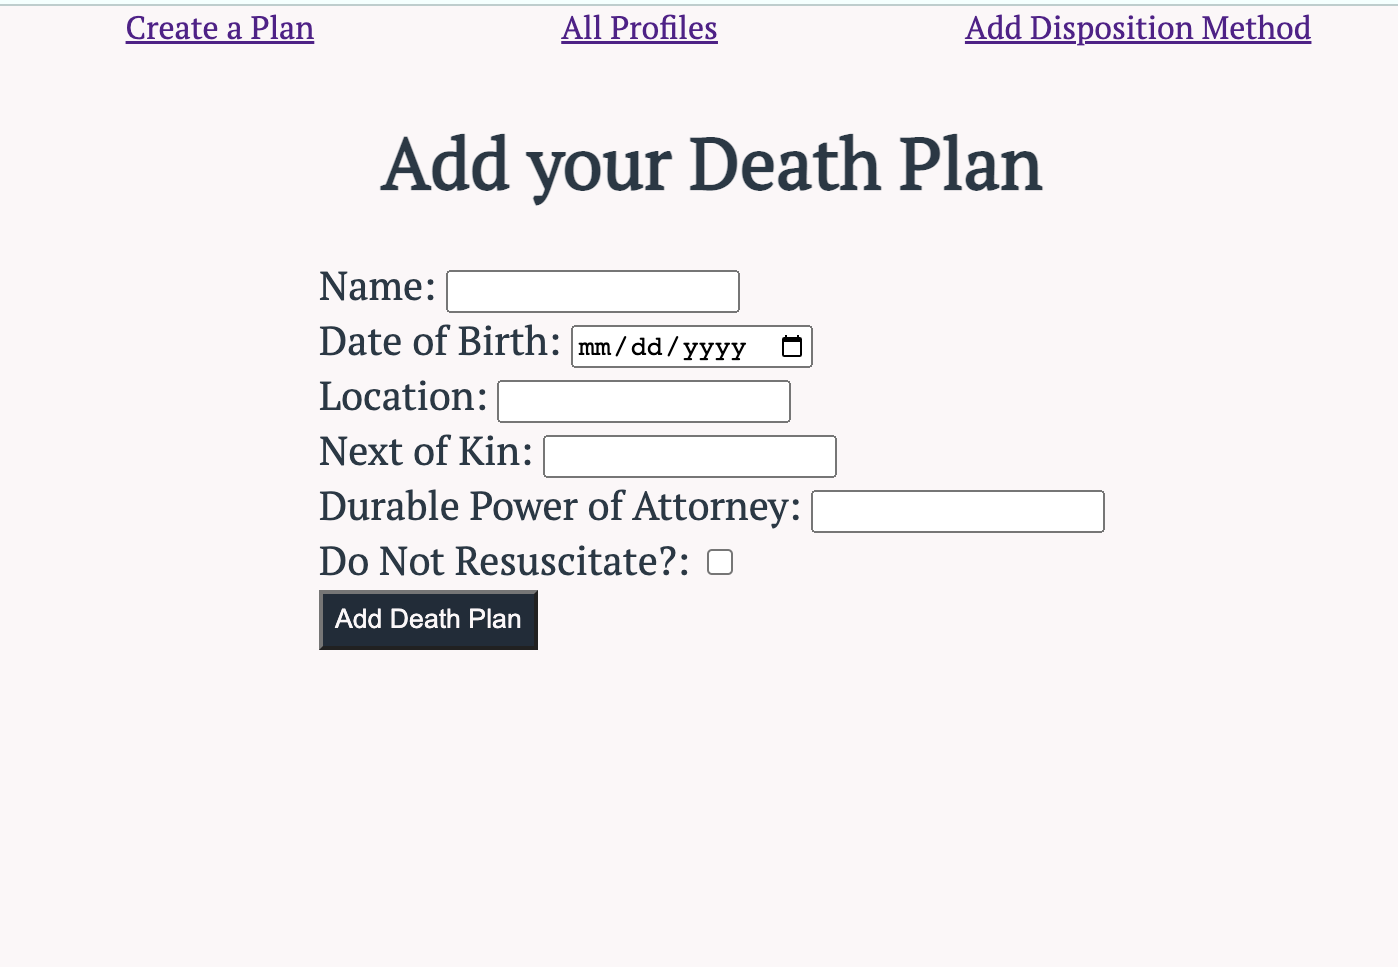 Create a Plan All Profiles Add Disposition Method
Add your Death Plan
Name:
Date of Birth: mm/dd/yyyy
Location:
Next of Kin:
Durable Power of Attorney:
Do Not Resuscitate?:
Add Death Plan